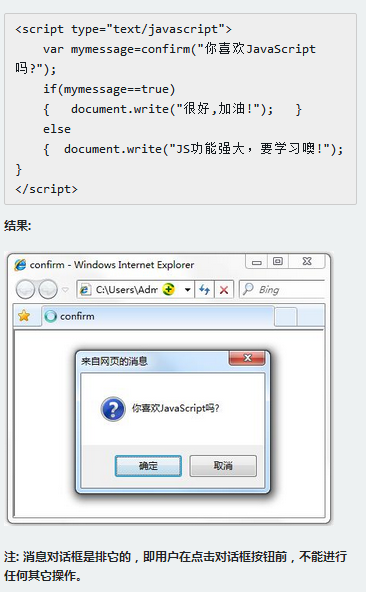 <script type="text/javascript">
var mymessage=confirm("你喜欢JavaScript
吗?");
if(mymessage==true)
{   document.write("很好,加油!");   }
else
{  document.write("JS功能强大，要学习噢!");
}
</script>
结果:
confirm - Windows Internet Explorer
C:\Users\Adm
Bing
confirm
来自网页的消息
你喜欢JavaScript吗?
确定
取消
注: 消息对话框是排它的，即用户在点击对话框按钮前，不能进行
任何其它操作。